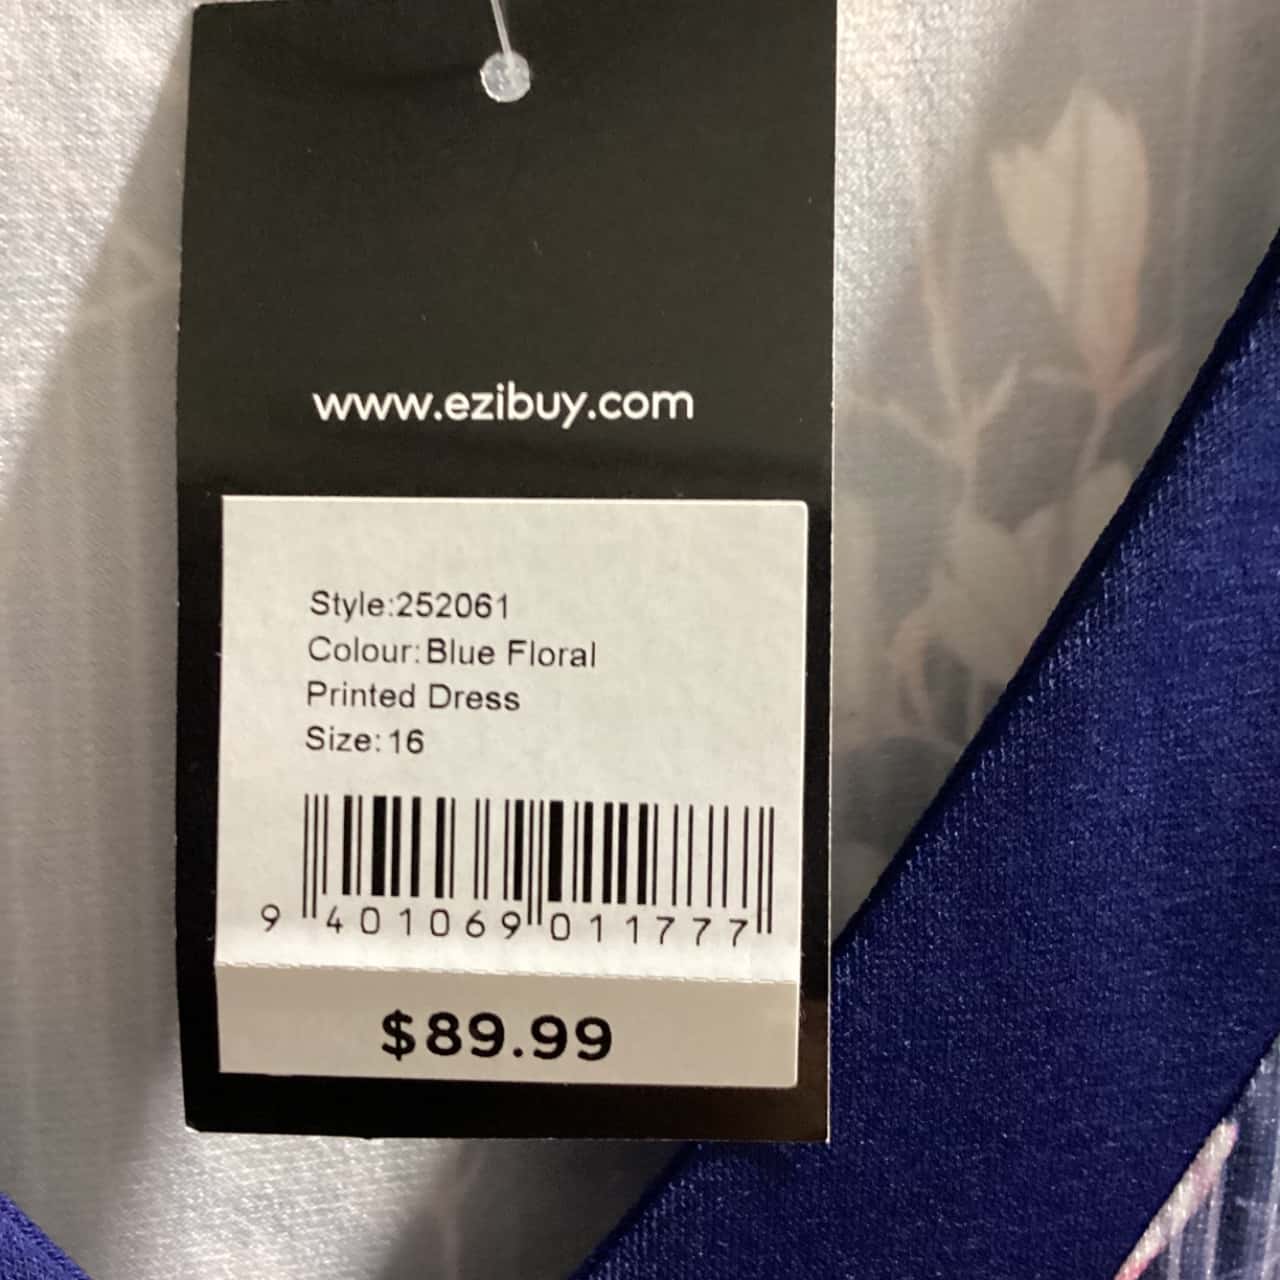 www.ezibuy.com
Style:252061
Colour:Blue Floral
Printed Dress
Size:16
9 401069 011777
$89.99